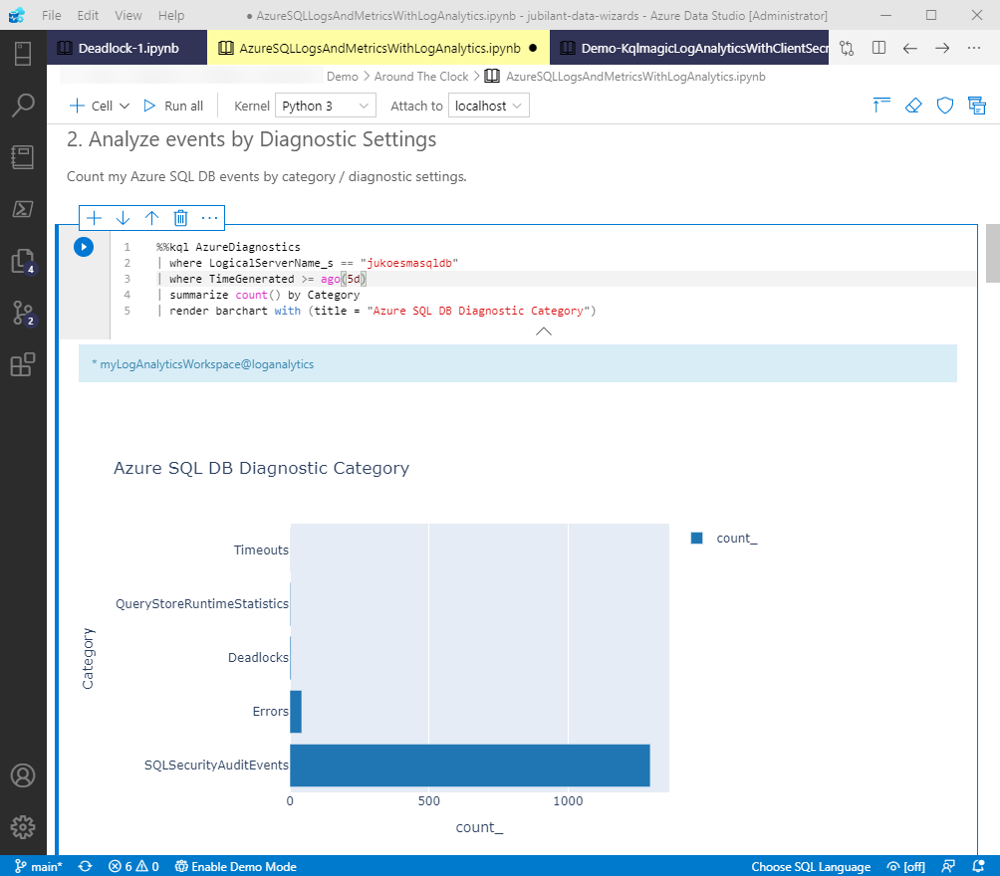 File Edit View Help ● AzureSQLLogsAndMetricsWithLogAnalytics.ipynb - jubilant-data-wizards - Azure Data Studio [Administrator]
Deadlock-1.ipynb AzureSQLLogsAndMetricsWithLogAnalytics.ipynb ● Demo-KqlmagicLogAnalyticsWithClientSecr
Demo > Around The Clock > AzureSQLLogsAndMetricsWithLogAnalytics.ipynb
Cell Run all Kernel Python 3 Attach to localhost
2. Analyze events by Diagnostic Settings
Count my Azure SQL DB events by category / diagnostic settings.
1 %%kql AzureDiagnostics
2 | where LogicalServerName_s == "jukoesmasqldb"
3 | where TimeGenerated >= ago(5d)
4 | summarize count() by Category
5 | render barchart with (title = "Azure SQL DB Diagnostic Category")
* myLogAnalyticsWorkspace@loganalytics
Azure SQL DB Diagnostic Category
count_
Timeouts
QueryStoreRuntimeStatistics
Deadlocks
Errors
SQLSecurityAuditEvents
Category
0 500 1000
count_
4
2
main* 6 0 Enable Demo Mode Choose SQL Language [off]